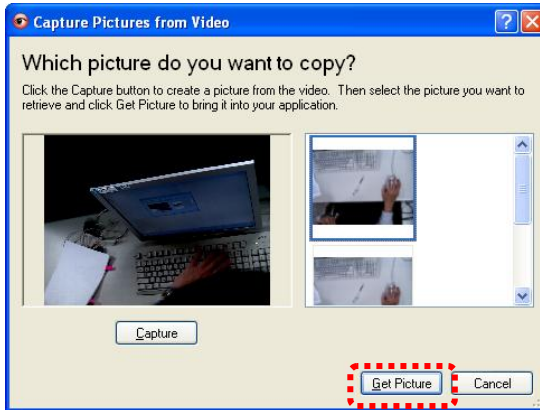 Capture Pictures from Video
Which picture do you want to copy?
Click the Capture button to create a picture from the video. Then select the picture you want to
retrieve and click Get Picture to bring it into your application.
Capture
Get Picture
Cancel